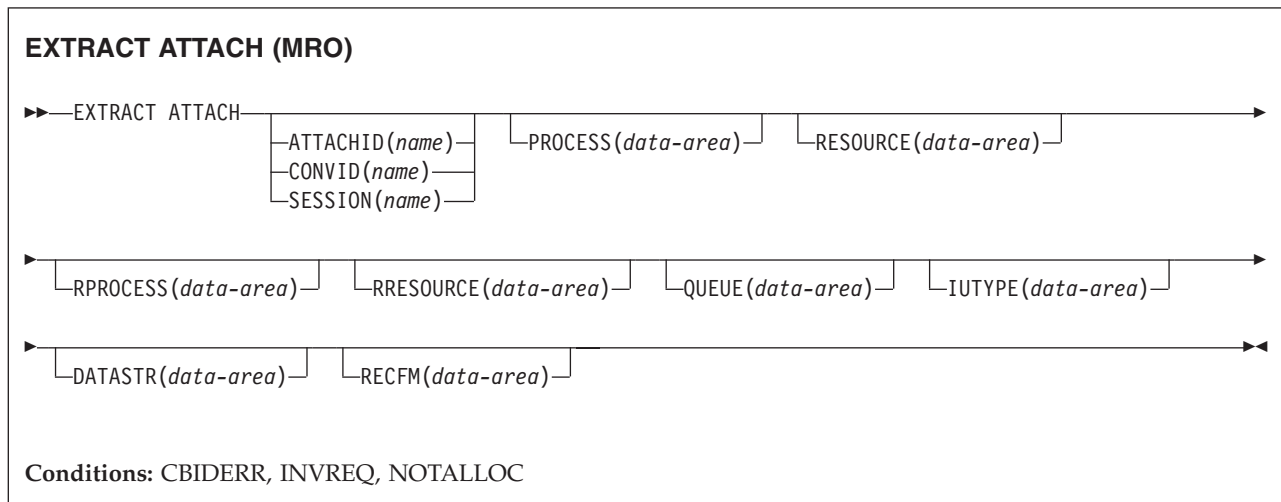 EXTRACT ATTACH (MRO)
EXTRACT ATTACH
ATTACHID(name)
CONVID(name)
SESSION(name)
PROCESS(data-area)
RESOURCE(data-area)
RPROCESS(data-area)
RRESOURCE(data-area)
QUEUE(data-area)
IUTYPE(data-area)
DATASTR(data-area)
RECFM(data-area)
Conditions: CBIDERR, INVREQ, NOTALLOC